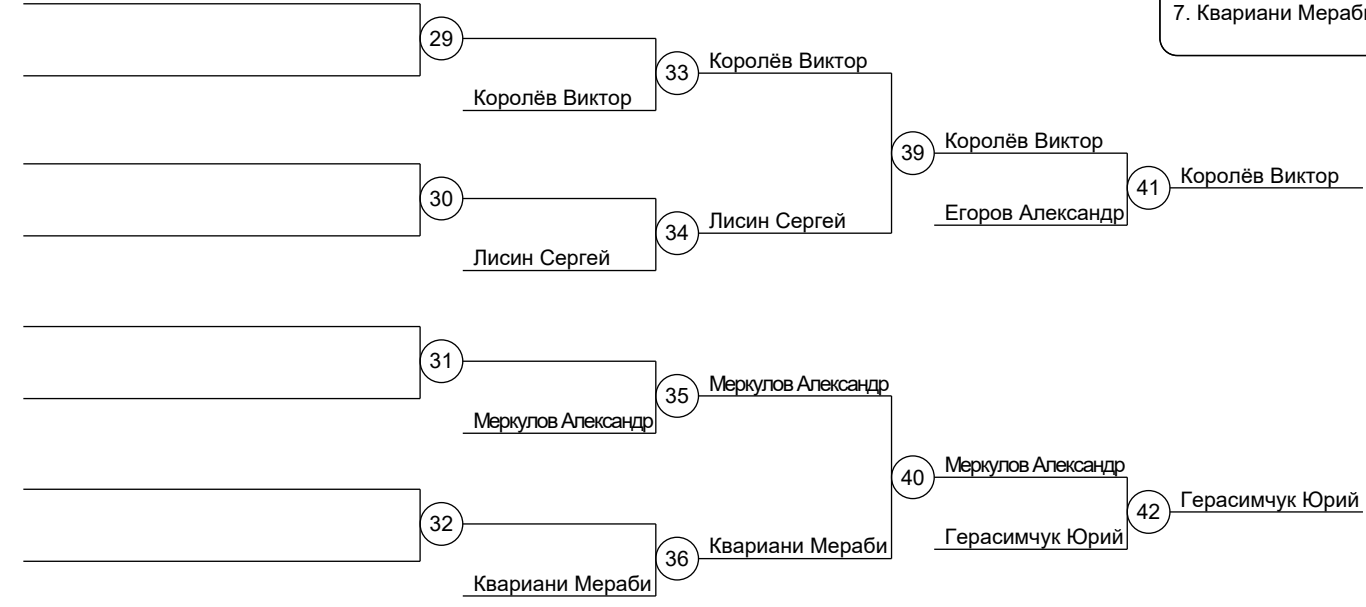 7. Квариани Мераби
29
33
Королёв Виктор
Королёв Виктор
39
Королёв Виктор
41
Королёв Виктор
30
34
Лисин Сергей
Егоров Александр
Лисин Сергей
31
35
Меркулов Александр
Меркулов Александр
40
Меркулов Александр
42
Герасимчук Юрий
32
36
Квариани Мераби
Герасимчук Юрий
Квариани Мераби